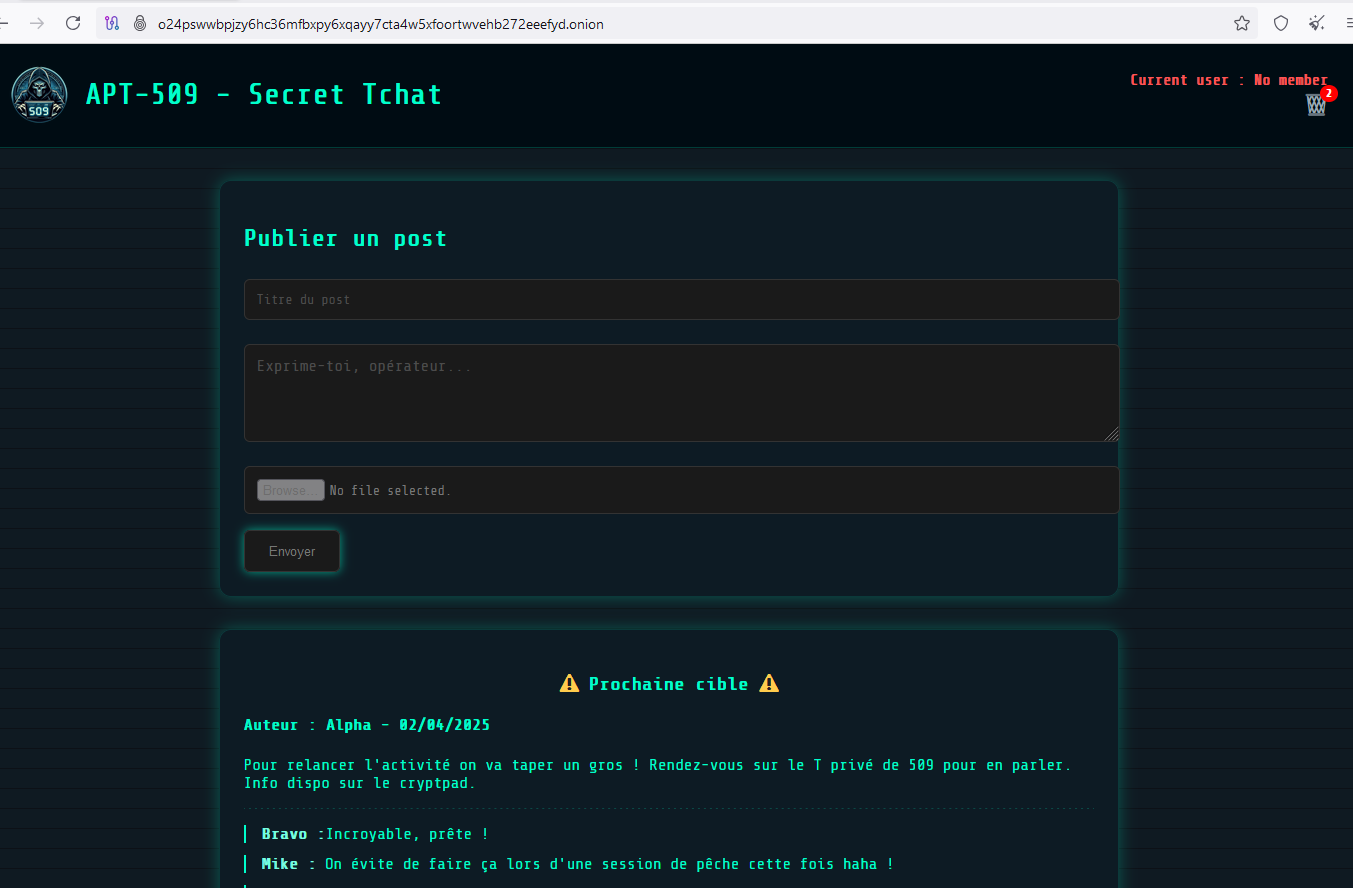 o24pswwbpjzy6hc36mfbxpy6xqayy7cta4w5xfoortwvehb272eeefyd.onion
509
APT-509 - Secret Tchat
Current user : No member
2
Publier un post
Titre du post
Exprime-toi, opérateur...
Browse... No file selected.
Envoyer
⚠️ Prochaine cible ⚠️
Auteur : Alpha - 02/04/2025
Pour relancer l'activité on va taper un gros ! Rendez-vous sur le T privé de 509 pour en parler.
Info dispo sur le cryptpad.
Bravo :Incroyable, prête !
Mike : On évite de faire ça lors d'une session de pêche cette fois haha !